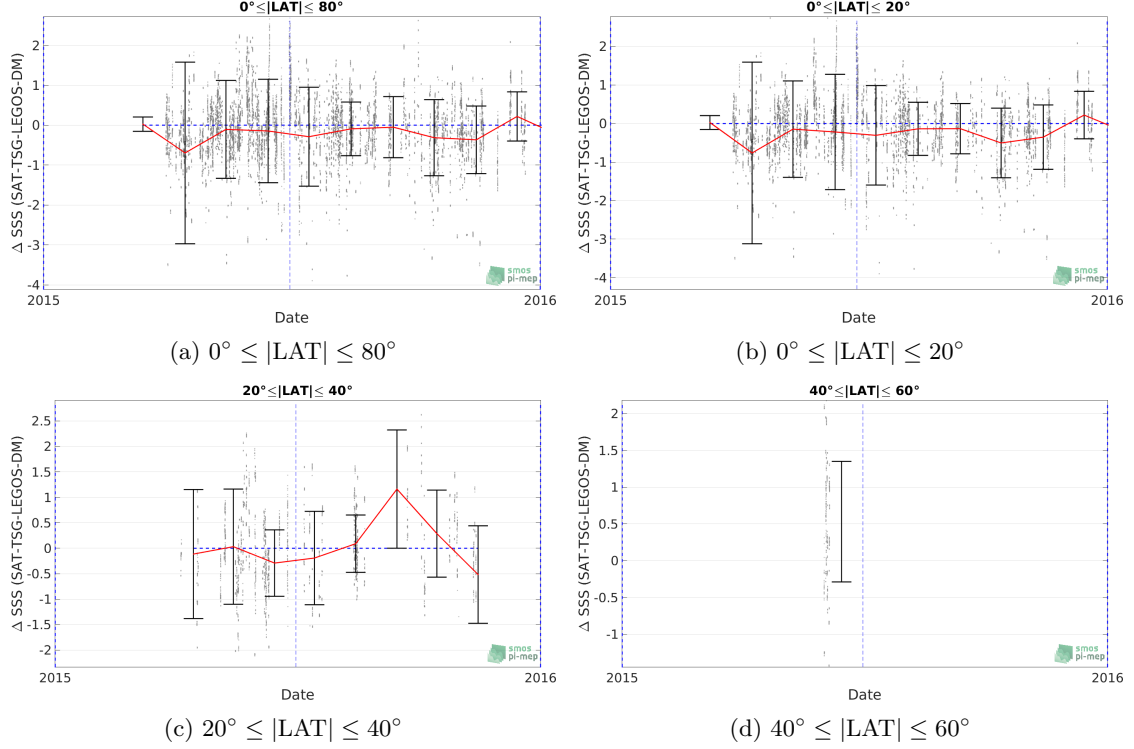 0°≤|LAT|≤ 80°
Δ SSS (SAT-TSG-LEGOS-DM)
2
1
0
-1
-2
-3
-4
2015
2016
Date
smos
pi-mep
(a) 0° ≤ |LAT| ≤ 80°
0°≤|LAT|≤ 20°
Δ SSS (SAT-TSG-LEGOS-DM)
2
1
0
-1
-2
-3
-4
2015
2016
Date
smos
pi-mep
(b) 0° ≤ |LAT| ≤ 20°
20°≤|LAT|≤ 40°
Δ SSS (SAT-TSG-LEGOS-DM)
2.5
2
1.5
1
0.5
0
-0.5
-1
-1.5
-2
2015
2016
Date
smos
pi-mep
(c) 20° ≤ |LAT| ≤ 40°
40°≤|LAT|≤ 60°
Δ SSS (SAT-TSG-LEGOS-DM)
2
1.5
1
0.5
0
-0.5
-1
2015
2016
Date
smos
pi-mep
(d) 40° ≤ |LAT| ≤ 60°